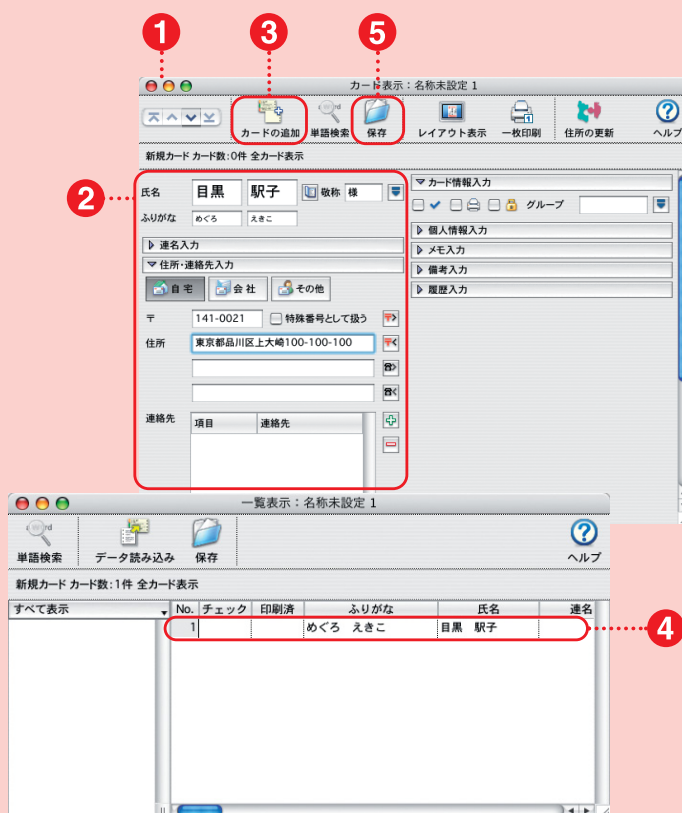 1 3 5
カード表示：名称未設定 1
カードの追加 単語検索 保存 レイアウト表示 一枚印刷 住所の更新 ヘルプ
新規カード カード数:0件 全カード表示
2
氏名 目黒 駅子 敬称 様
ふりがな めぐろ えきこ
連名入力
住所・連絡先入力
自宅 会社 その他
〒 141-0021 特殊番号として扱う
住所 東京都品川区上大崎100-100-100
連絡先 項目 連絡先
カード情報入力
グループ
個人情報入力
メモ入力
備考入力
履歴入力
一覧表示：名称未設定 1
単語検索 データ読み込み 保存 ヘルプ
新規カード カード数:1件 全カード表示
すべて表示 No. チェック 印刷済 ふりがな 氏名 連名
1 めぐろ えきこ 目黒 駅子
4